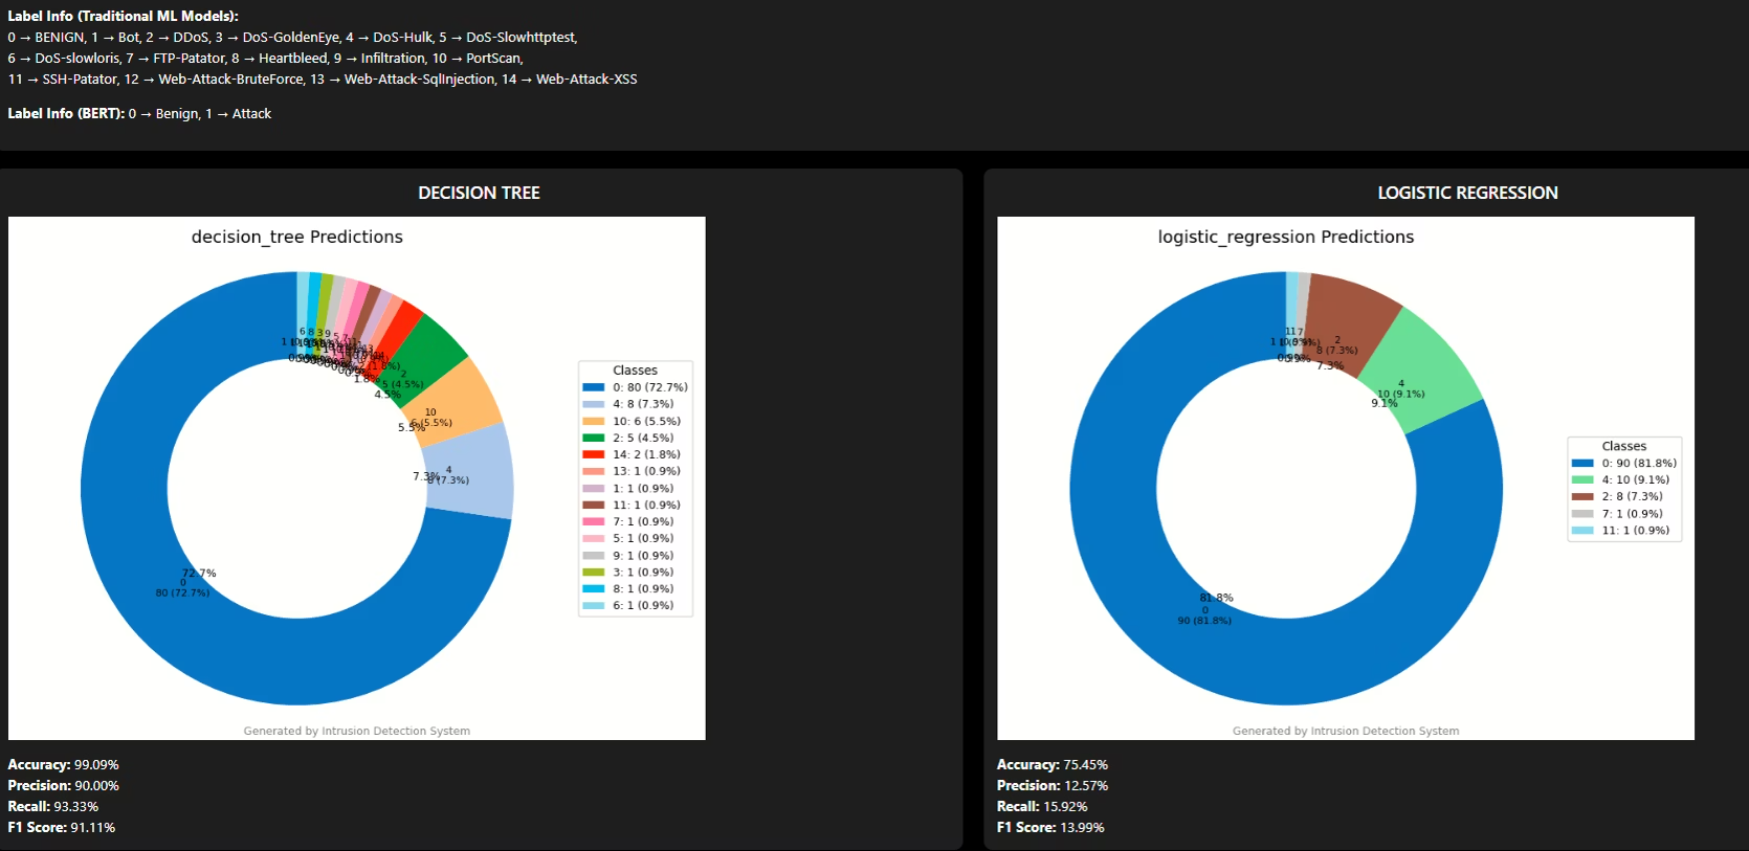 Label Info (Traditional ML Models):
0 → BENIGN, 1 → Bot, 2 → DDoS, 3 → DoS-GoldenEye, 4 → DoS-Hulk, 5 → DoS-Slowhttptest,
6 → DoS-slowloris, 7 → FTP-Patator, 8 → Heartbleed, 9 → Infiltration, 10 → PortScan,
11 → SSH-Patator, 12 → Web-Attack-BruteForce, 13 → Web-Attack-SqlInjection, 14 → Web-Attack-XSS
Label Info (BERT): 0 → Benign, 1 → Attack
DECISION TREE
decision_tree Predictions
6 8 3 9 5 7
2
5 (4.5%)
4.5%
1.8%
10
6 (5.5%)
5.5%
4
8 (7.3%)
7.3%
72.7%
0
80 (72.7%)
Classes
0: 80 (72.7%)
4: 8 (7.3%)
10: 6 (5.5%)
2: 5 (4.5%)
14: 2 (1.8%)
13: 1 (0.9%)
1: 1 (0.9%)
11: 1 (0.9%)
7: 1 (0.9%)
5: 1 (0.9%)
9: 1 (0.9%)
3: 1 (0.9%)
8: 1 (0.9%)
6: 1 (0.9%)
Generated by Intrusion Detection System
Accuracy: 99.09%
Precision: 90.00%
Recall: 93.33%
F1 Score: 91.11%
LOGISTIC REGRESSION
logistic_regression Predictions
11 7
2
8 (7.3%)
7.3%
4
10 (9.1%)
9.1%
81.8%
0
90 (81.8%)
Classes
0: 90 (81.8%)
4: 10 (9.1%)
2: 8 (7.3%)
7: 1 (0.9%)
11: 1 (0.9%)
Generated by Intrusion Detection System
Accuracy: 75.45%
Precision: 12.57%
Recall: 15.92%
F1 Score: 13.99%